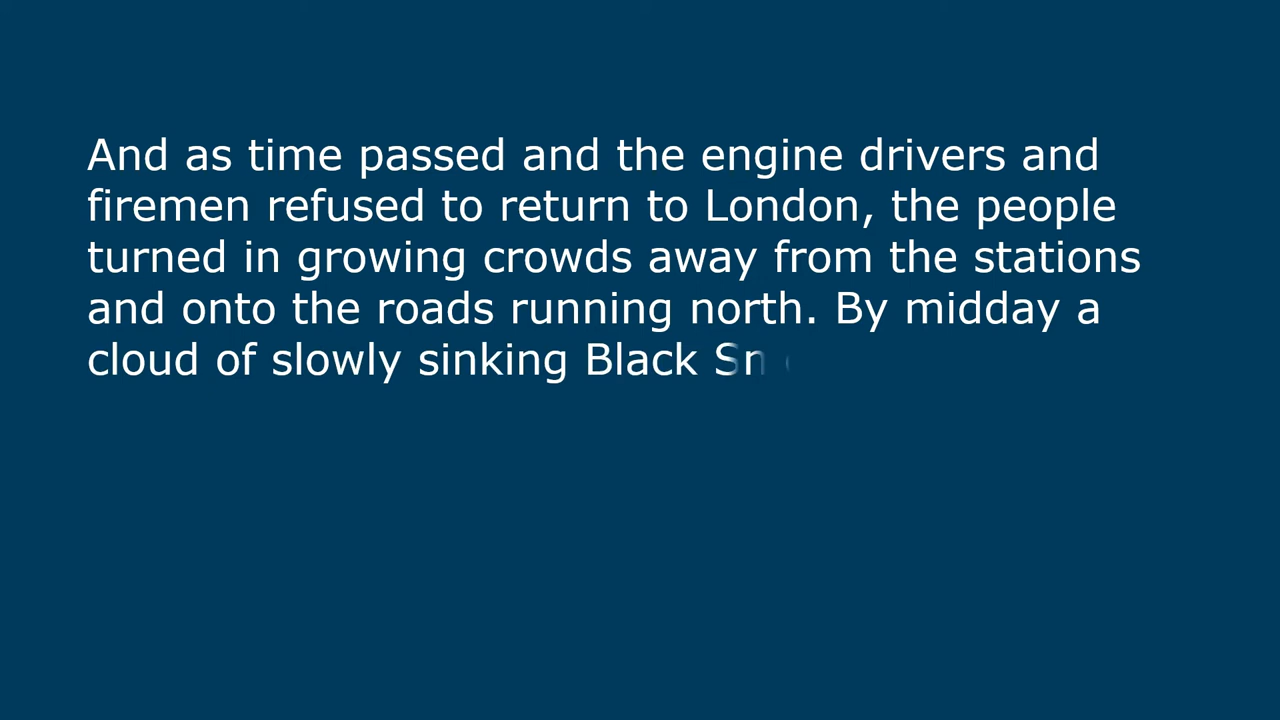 And as time passed and the engine drivers and
firemen refused to return to London, the people
turned in growing crowds away from the stations
and onto the roads running north. By midday a
cloud of slowly sinking Black